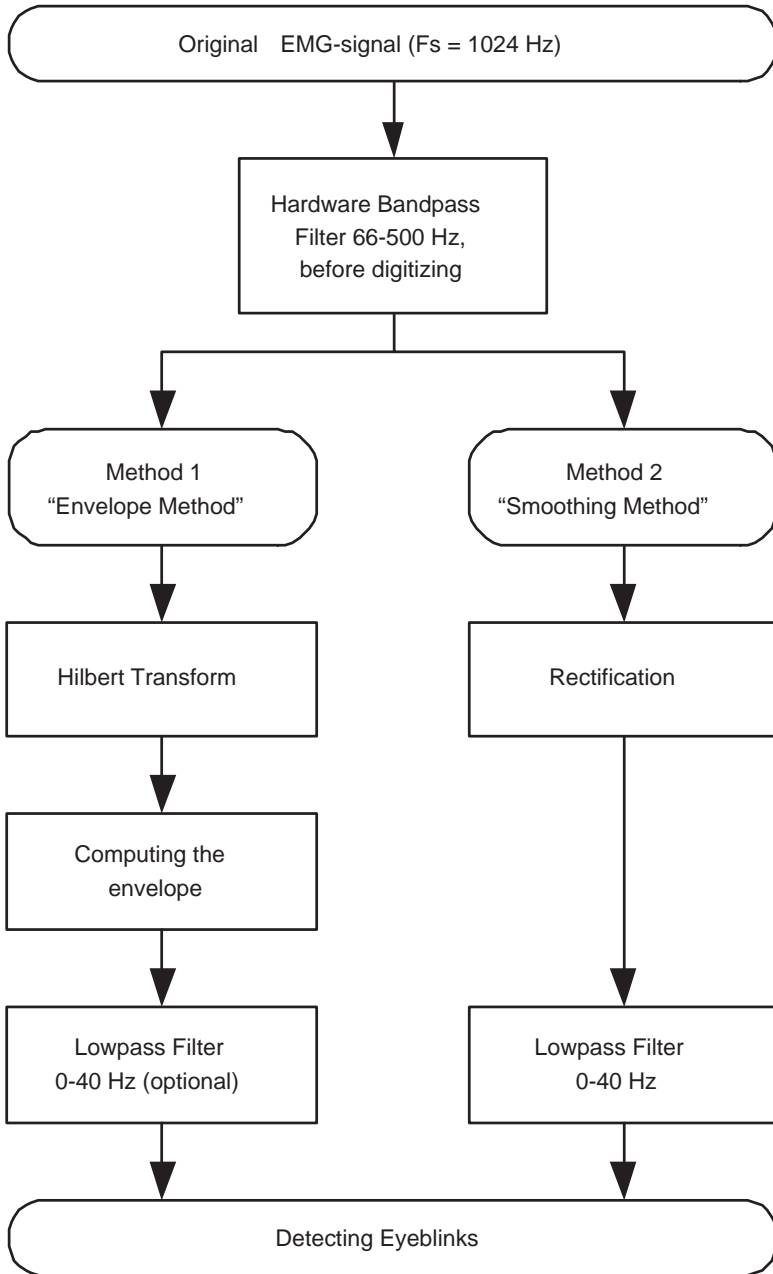 Original EMG-signal (Fs = 1024 Hz)
Hardware Bandpass
Filter 66-500 Hz,
before digitizing
Method 1
“Envelope Method”
Method 2
“Smoothing Method”
Hilbert Transform
Rectification
Computing the
envelope
Lowpass Filter
0-40 Hz (optional)
Lowpass Filter
0-40 Hz
Detecting Eyeblinks